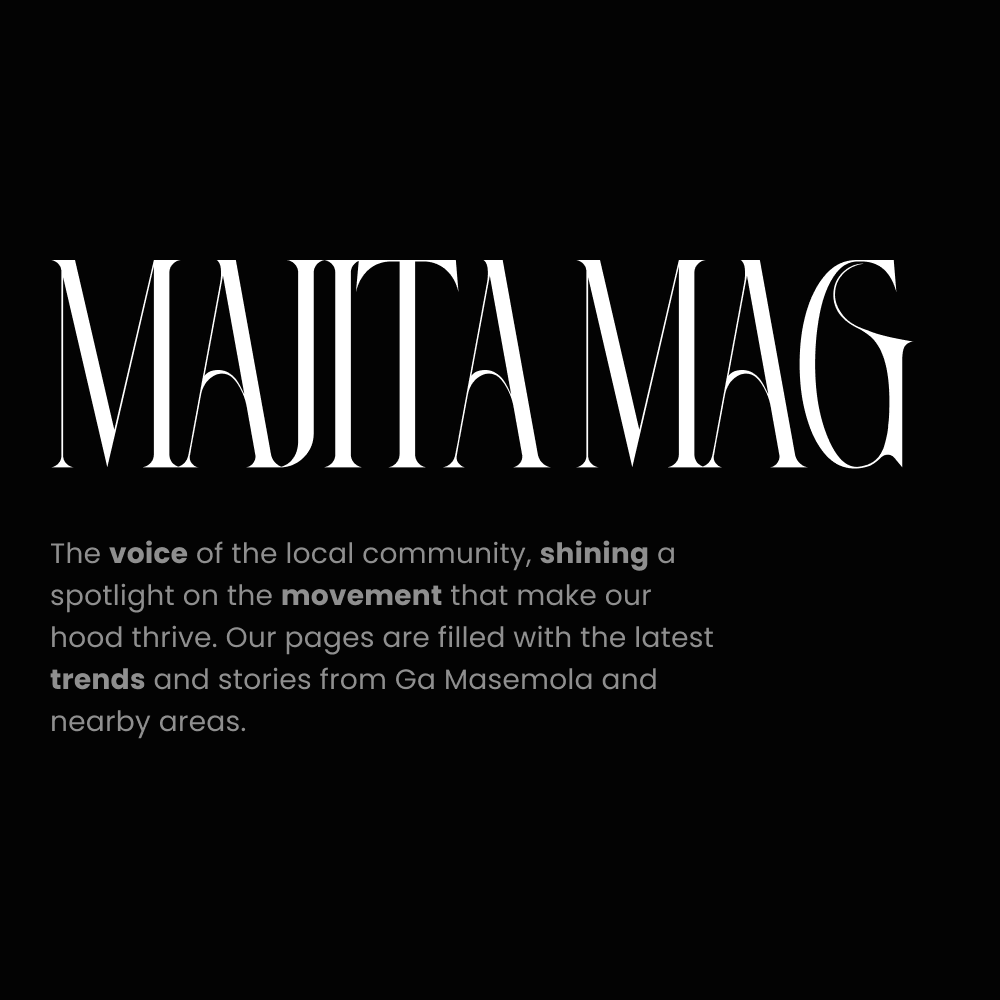 MAJITA MAG
The voice of the local community, shining a
spotlight on the movement that make our
hood thrive. Our pages are filled with the latest
trends and stories from Ga Masemola and
nearby areas.